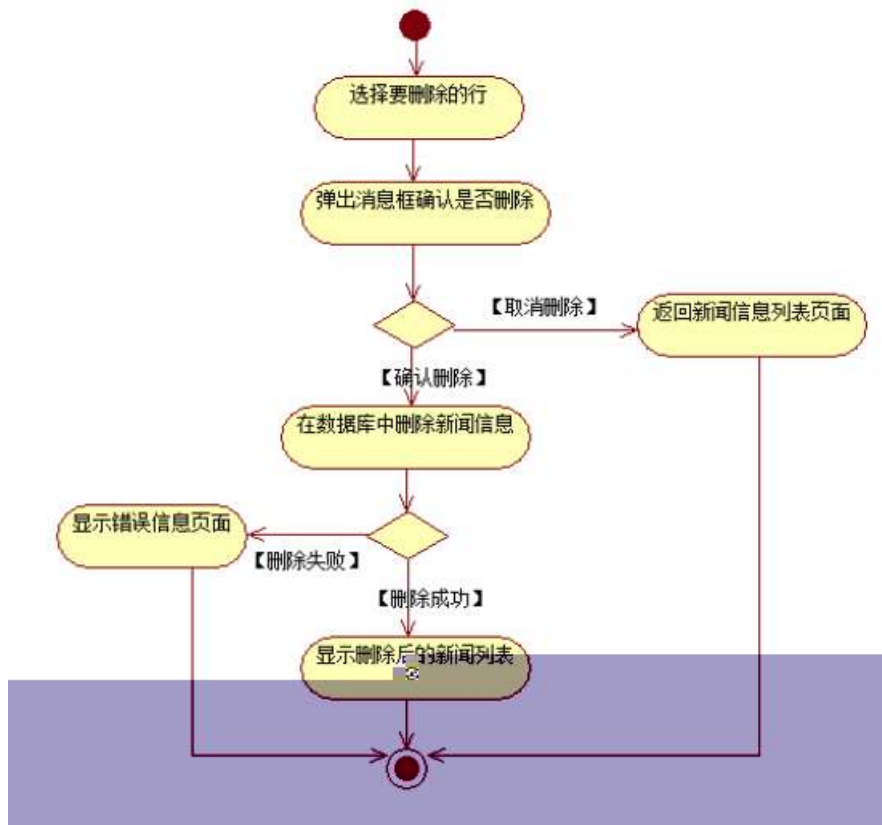 选择要删除的行
弹出消息框确认是否删除
【取消删除】
返回新闻信息列表页面
【确认删除】
在数据库中删除新闻信息
显示错误信息页面
【删除失败】
【删除成功】
显示删除后的新闻列表